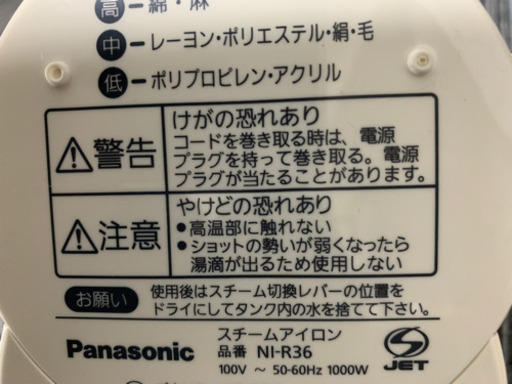 高 ー綿・麻
中 ーレーヨン・ポリエステル・絹・毛
低 ーポリプロピレン・アクリル
警告
けがの恐れあり
コードを巻き取る時は、電源
プラグを持って巻き取る。電源
プラグが当たることがあります。
注意
やけどの恐れあり
●高温部に触れない
●ショットの勢いが弱くなったら
湯滴が出るため使用しない
お願い 使用後はスチーム切換レバーの位置を
ドライにしてタンク内の水を捨てて下さい。
Panasonic
スチームアイロン
品番 NI-R36
100V ～ 50-60Hz 1000W
S
JET